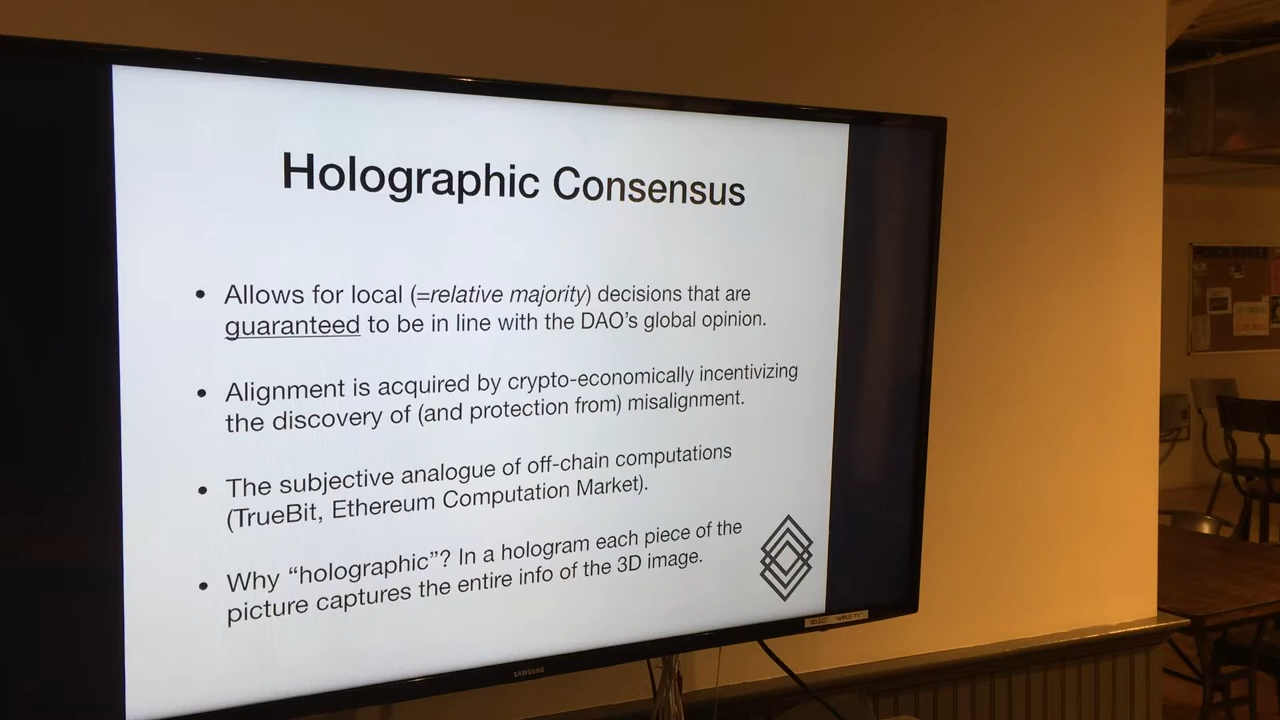 Holographic Consensus
• Allows for local (=relative majority) decisions that are
guaranteed to be in line with the DAO's global opinion.
• Alignment is acquired by crypto-economically incentivizing
the discovery of (and protection from) misalignment.
• The subjective analogue of off-chain computations
(TrueBit, Ethereum Computation Market).
• Why “holographic”? In a hologram each piece of the
picture captures the entire info of the 3D image.
SELECT "APPLE TV"
SAMSUNG